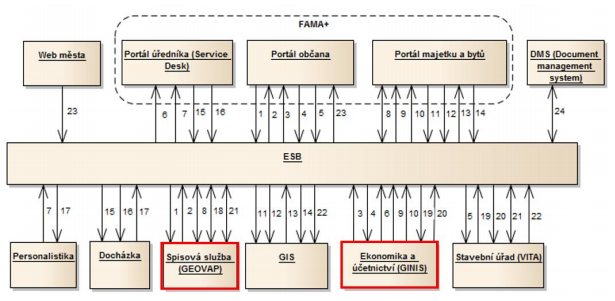 FAMA+
Web města
Portál úředníka (Service
Desk)
Portál občana
Portál majetku a bytů
DMS (Document
management
system)
23
6
7
15
16
1
2
3
4
5
23
8
9
10
11
12
13
14
24
ESB
7
17
15
16
17
1
2
8
18
21
11
12
13
14
22
3
4
6
9
10
19
20
5
19
20
21
22
Personalistika
Docházka
Spisová služba
(GEOVAP)
GIS
Ekonomika a
účetnictví (GINIS)
Stavební úřad (VITA)